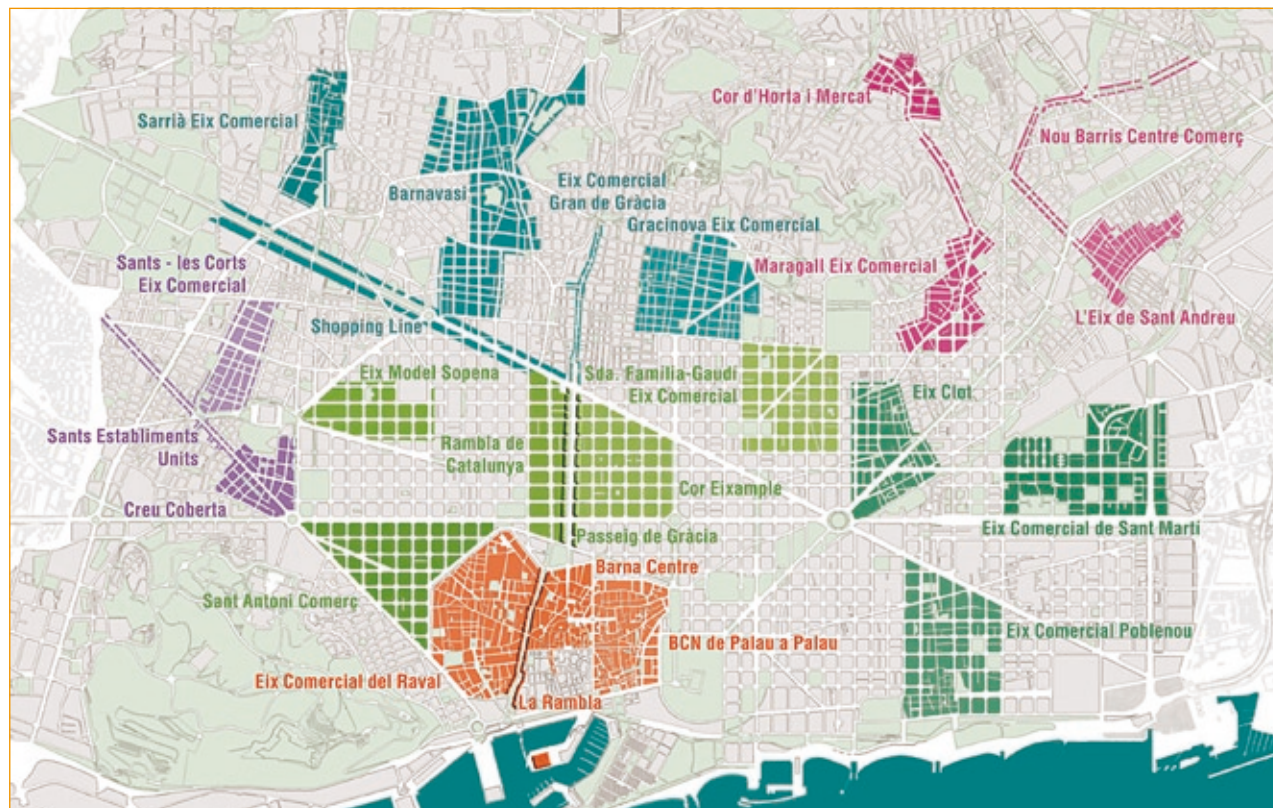 Cor d'Horta i Mercat
Sarrià Eix Comercial
Nou Barris Centre Comerç
Barnavasi
Eix Comercial
Gran de Gràcia
Gracinova Eix Comercial
Sants - les Corts
Eix Comercial
Maragall Eix Comercial
L'Eix de Sant Andreu
Shopping Line
Eix Model Sopena
Sda. Família-Gaudí
Eix Comercial
Eix Clot
Sants Establiments
Units
Rambla de
Catalunya
Cor Eixample
Creu Coberta
Eix Comercial de Sant Martí
Passeig de Gràcia
Barna Centre
Sant Antoni Comerç
Eix Comercial Poblenou
BCN de Palau a Palau
Eix Comercial del Raval
La Rambla